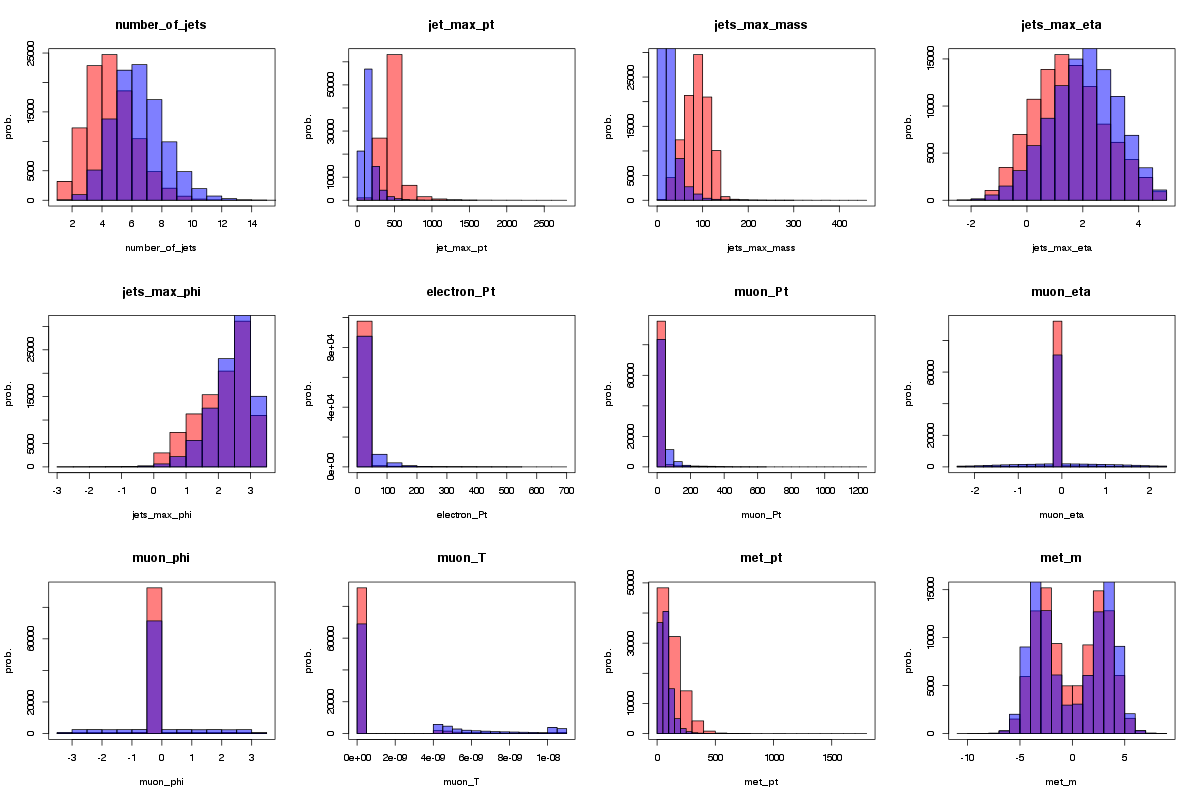 number_of_jets
prob.
0 5000 15000 25000
2 4 6 8 10 12 14
number_of_jets
jet_max_pt
prob.
0 10000 30000 50000
0 500 1000 1500 2000 2500
jet_max_pt
jets_max_mass
prob.
0 5000 15000 25000
0 100 200 300 400
jets_max_mass
jets_max_eta
prob.
0 5000 10000 15000
-2 0 2 4
jets_max_eta
jets_max_phi
prob.
0 5000 15000 25000
-3 -2 -1 0 1 2 3
jets_max_phi
electron_Pt
prob.
0e+00 4e+04 8e+04
0 100 200 300 400 500 600 700
electron_Pt
muon_Pt
prob.
0 20000 60000
0 200 400 600 800 1000 1200
muon_Pt
muon_eta
prob.
0 20000 60000
-2 -1 0 1 2
muon_eta
muon_phi
prob.
0 20000 60000
-3 -2 -1 0 1 2 3
muon_phi
muon_T
prob.
0 20000 60000
0e+00 2e-09 4e-09 6e-09 8e-09 1e-08
muon_T
met_pt
prob.
0 10000 30000 50000
0 500 1000 1500
met_pt
met_m
prob.
0 5000 10000 15000
-10 -5 0 5
met_m